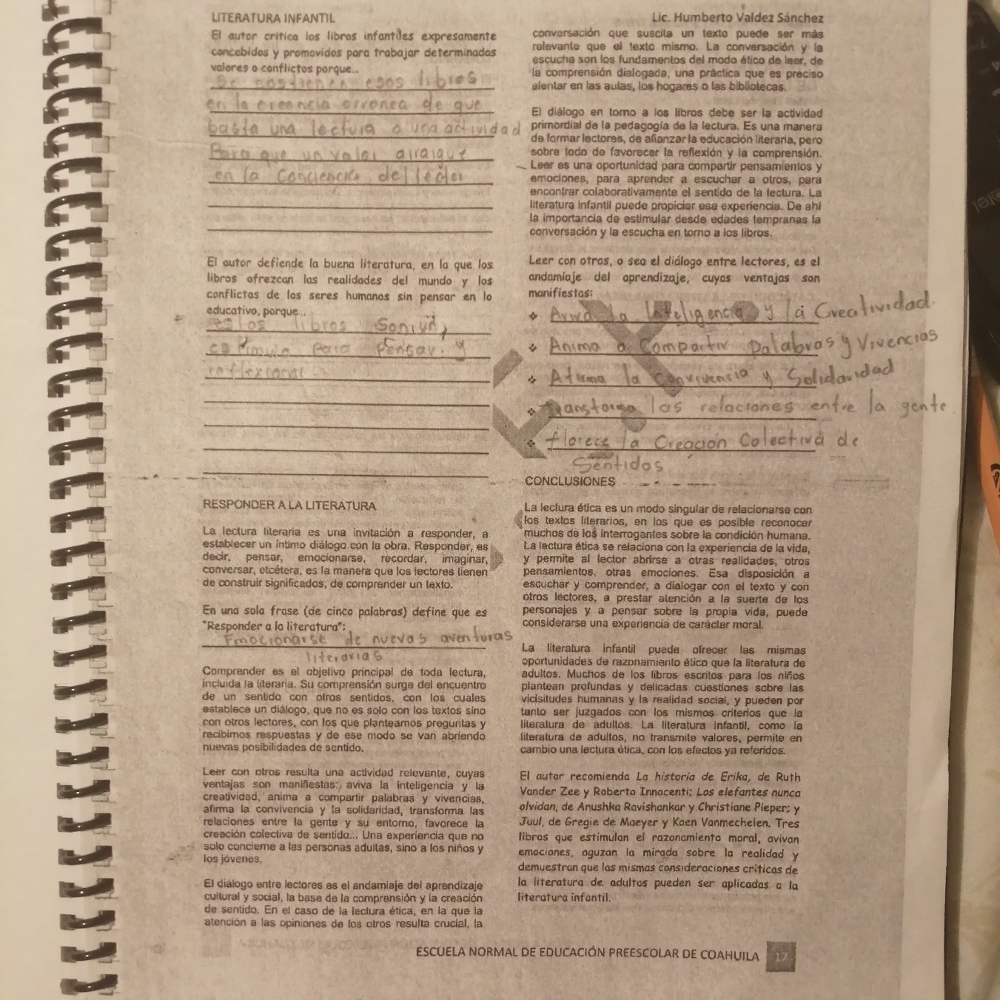 LITERATURA INFANTIL
Lic. Humberto Valdez Sánchez
El autor critica los libros infantiles expresamente
concebidos y promovidos para trabajar determinados
valores o conflictos porque...
Se sostienen esos libros
en la creencia erronea de que
basta una lectura o una actividad
Para que un valor arraigue
en la Conciencia del lector
El autor defiende la buena literatura, en la que los
libros ofrezcan las realidades del mundo y los
conflictos de los seres humanos sin pensar en lo
educativo, porque...
libros Son un
estimulo para Pensar y
reflexionar
RESPONDER A LA LITERATURA
La lectura literaria es una invitación a responder, a
establecer un íntimo diálogo con la obra. Responder, es
decir, pensar, emocionarse, recordar, imaginar,
conversar, etcétera, es la manera que los lectores tienen
de construir significados, de comprender un texto.
En una sola frase (de cinco palabras) define que es
"Responder a la literatura":
Emocionarse de nuevas aventuras
literarias
Comprender es el objetivo principal de toda lectura,
incluida la literaria. Su comprensión surge del encuentro
de un sentido con otros sentidos, con los cuales
establece un diálogo, que no es solo con los textos sino
con otros lectores, con los que planteamos preguntas y
recibimos respuestas y de ese modo se van abriendo
nuevas posibilidades de sentido.
Leer con otros resulta una actividad relevante, cuyas
ventajas son manifiestas: aviva la inteligencia y la
creatividad, anima a compartir palabras y vivencias,
afirma la convivencia y la solidaridad, transforma las
relaciones entre la gente y su entorno, favorece la
creación colectiva de sentido... Una experiencia que no
solo concierne a las personas adultas, sino a los niños y
los jóvenes.
El diálogo entre lectores es el andamiaje del aprendizaje
cultural y social, la base de la comprensión y la creación
de sentido. En el caso de la lectura ética, en la que la
atención a las opiniones de los otros resulta crucial, la
conversación que suscita un texto puede ser más
relevante que el texto mismo. La conversación y la
escucha son los fundamentos del modo ético de leer, de
la comprensión dialogada, una práctica que es preciso
alentar en las aulas, los hogares o las bibliotecas.
El diálogo en torno a los libros debe ser la actividad
primordial de la pedagogía de la lectura. Es una manera
de formar lectores, de afianzar la educación literaria, pero
sobre todo de favorecer la reflexión y la comprensión.
Leer es una oportunidad para compartir pensamientos y
emociones, para aprender a escuchar a otros, para
encontrar colaborativamente el sentido de la lectura. La
literatura infantil puede propiciar esa experiencia. De ahí
la importancia de estimular desde edades tempranas la
conversación y la escucha en torno a los libros.
Leer con otros, o sea el diálogo entre lectores, es el
andamiaje del aprendizaje, cuyas ventajas son
manifiestas:
Aviva la Inteligencia y la Creatividad
Anima a Compartir Palabras y Vivencias
Afirma la Convivencia y Solidaridad
transforma las relaciones entre la gente
florece la Creación Colectiva de
Sentidos
CONCLUSIONES
La lectura ética es un modo singular de relacionarse con
los textos literarios, en los que es posible reconocer
muchos de los interrogantes sobre la condición humana.
La lectura ética se relaciona con la experiencia de la vida,
y permite al lector abrirse a otras realidades, otros
pensamientos, otras emociones. Esa disposición a
escuchar y comprender, a dialogar con el texto y con
otros lectores, a prestar atención a la suerte de los
personajes y a pensar sobre la propia vida, puede
considerarse una experiencia de carácter moral.
La literatura infantil puede ofrecer las mismas
oportunidades de razonamiento ético que la literatura de
adultos. Muchos de los libros escritos para los niños
plantean profundas y delicadas cuestiones sobre las
vicisitudes humanas y la realidad social, y pueden por
tanto ser juzgados con los mismos criterios que la
literatura de adultos. La literatura infantil, como la
literatura de adultos, no transmite valores, permite en
cambio una lectura ética, con los efectos ya referidos.
El autor recomienda La historia de Erika, de Ruth
Vander Zee y Roberto Innocenti; Los elefantes nunca
olvidan, de Anushka Ravishankar y Christiane Pieper; y
Juul, de Gregie de Maeyer y Koen Vanmechelen. Tres
libros que estimulan el razonamiento moral, avivan
emociones, aguzan la mirada sobre la realidad y
demuestran que las mismas consideraciones críticas de
la literatura de adultos pueden ser aplicadas a la
literatura infantil.
ESCUELA NORMAL DE EDUCACIÓN PREESCOLAR DE COAHUILA 17